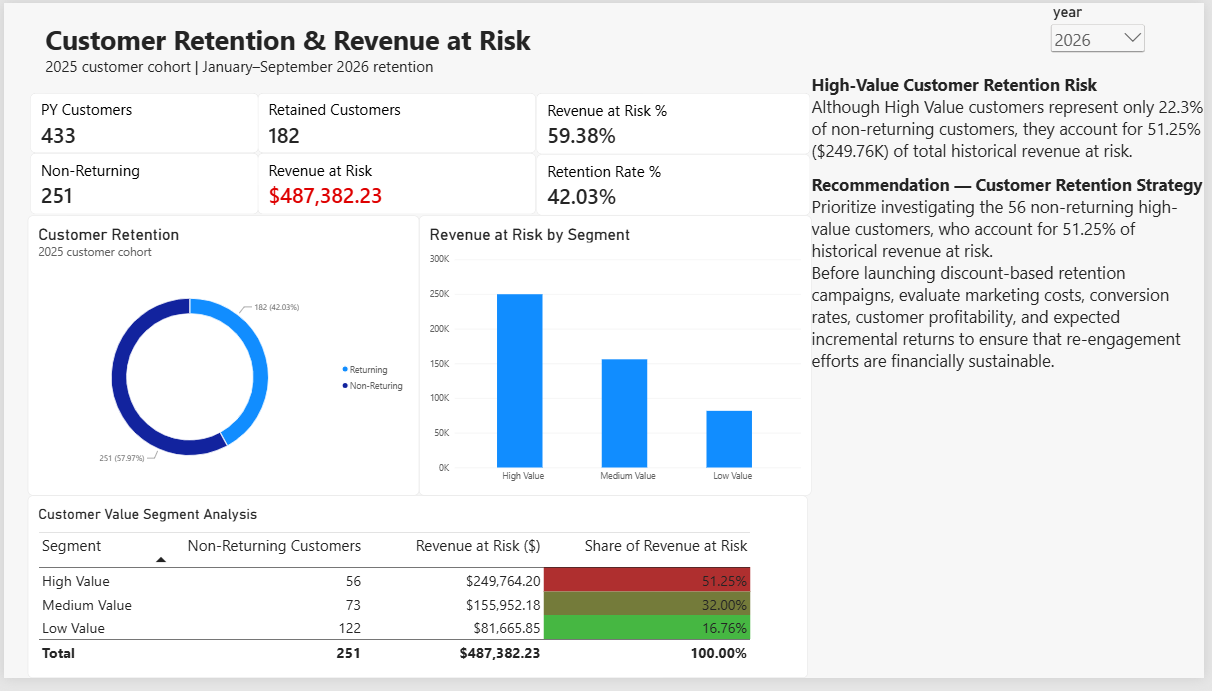 year
2026
Customer Retention & Revenue at Risk
2025 customer cohort | January–September 2026 retention
PY Customers
433
Retained Customers
182
Revenue at Risk %
59.38%
Non-Returning
251
Revenue at Risk
$487,382.23
Retention Rate %
42.03%
High-Value Customer Retention Risk
Although High Value customers represent only 22.3%
of non-returning customers, they account for 51.25%
($249.76K) of total historical revenue at risk.
Recommendation — Customer Retention Strategy
Prioritize investigating the 56 non-returning high-
value customers, who account for 51.25% of
historical revenue at risk.
Before launching discount-based retention
campaigns, evaluate marketing costs, conversion
rates, customer profitability, and expected
incremental returns to ensure that re-engagement
efforts are financially sustainable.
Customer Retention
2025 customer cohort
182 (42.03%)
251 (57.97%)
Returning
Non-Returing
Revenue at Risk by Segment
300K
250K
200K
150K
100K
50K
0K
High Value Medium Value Low Value
Customer Value Segment Analysis
Segment Non-Returning Customers Revenue at Risk ($) Share of Revenue at Risk
High Value 56 $249,764.20 51.25%
Medium Value 73 $155,952.18 32.00%
Low Value 122 $81,665.85 16.76%
Total 251 $487,382.23 100.00%